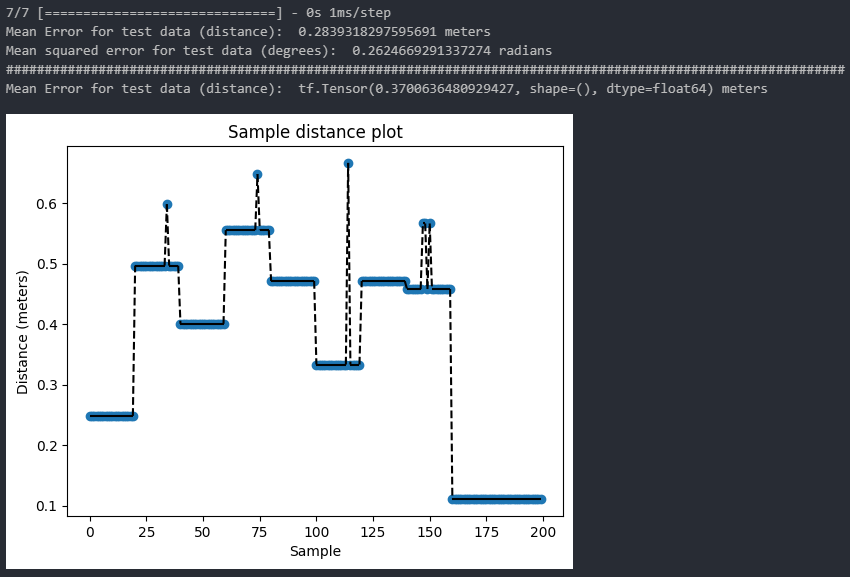 7/7 [==============================] - 0s 1ms/step
Mean Error for test data (distance):  0.2839318297595691 meters
Mean squared error for test data (degrees):  0.2624669291337274 radians
#############################################################################################################
Mean Error for test data (distance):  tf.Tensor(0.3700636480929427, shape=(), dtype=float64) meters
Sample distance plot
Distance (meters)
0.6
0.5
0.4
0.3
0.2
0.1
0 25 50 75 100 125 150 175 200
Sample